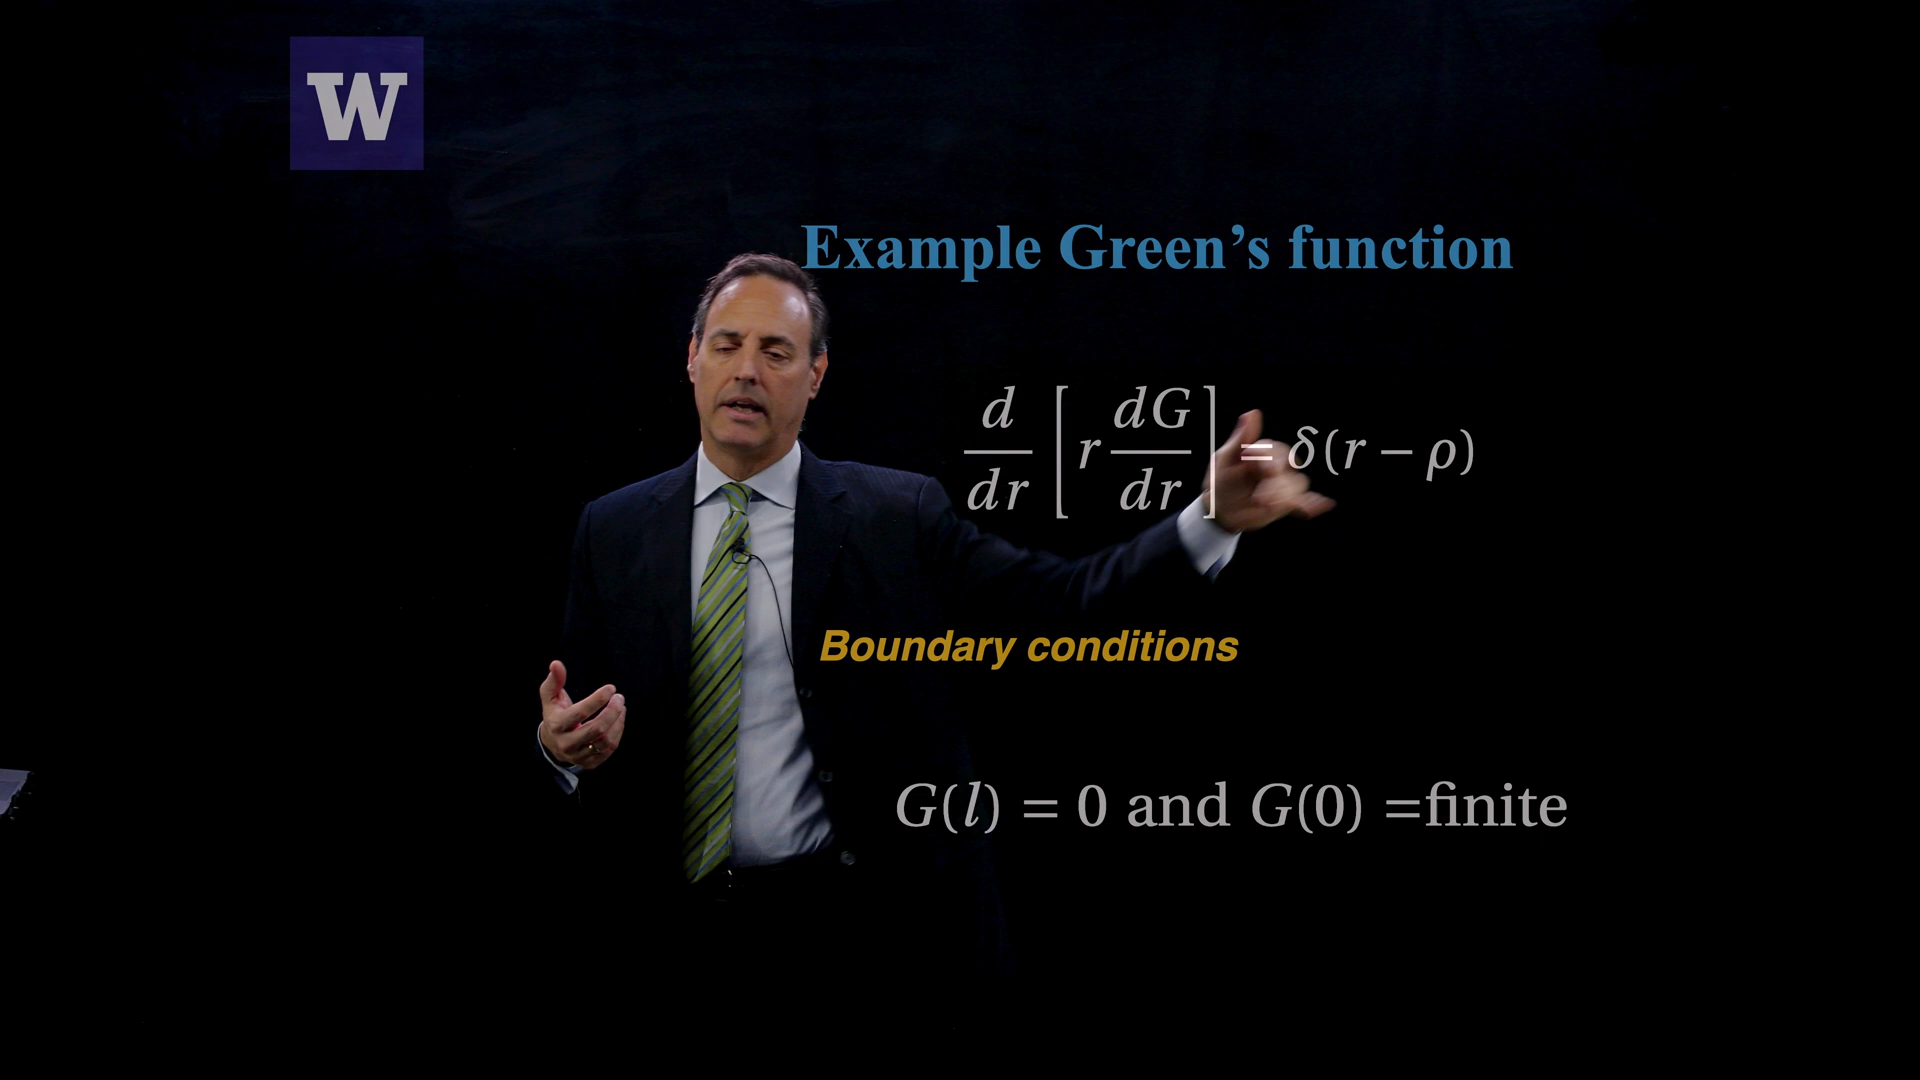 W
Example Green’s function
d/dr [r dG/dr] = δ(r − ρ)
Boundary conditions
G(l) = 0 and G(0) =finite